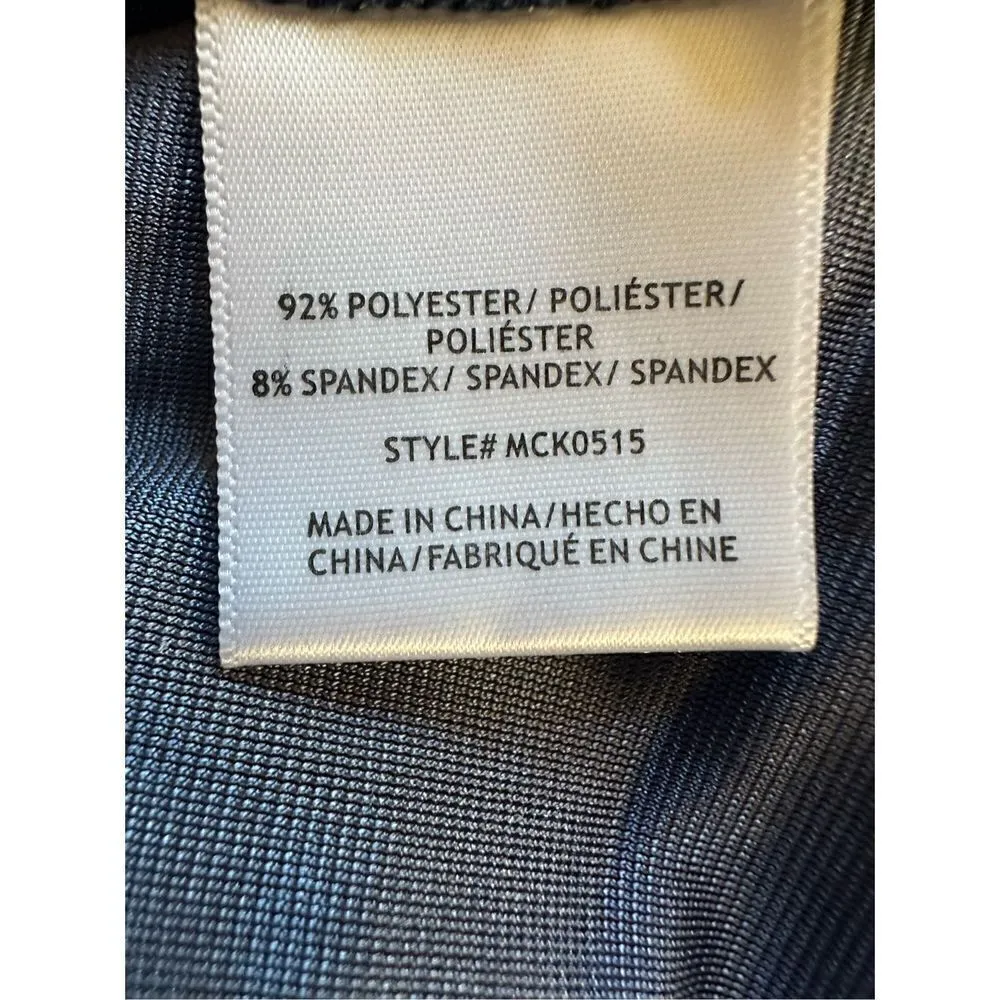 92% POLYESTER/ POLIÉSTER/
POLIÉSTER
8% SPANDEX/ SPANDEX/ SPANDEX
STYLE# MCK0515
MADE IN CHINA/HECHO EN
CHINA/FABRIQUÉ EN CHINE